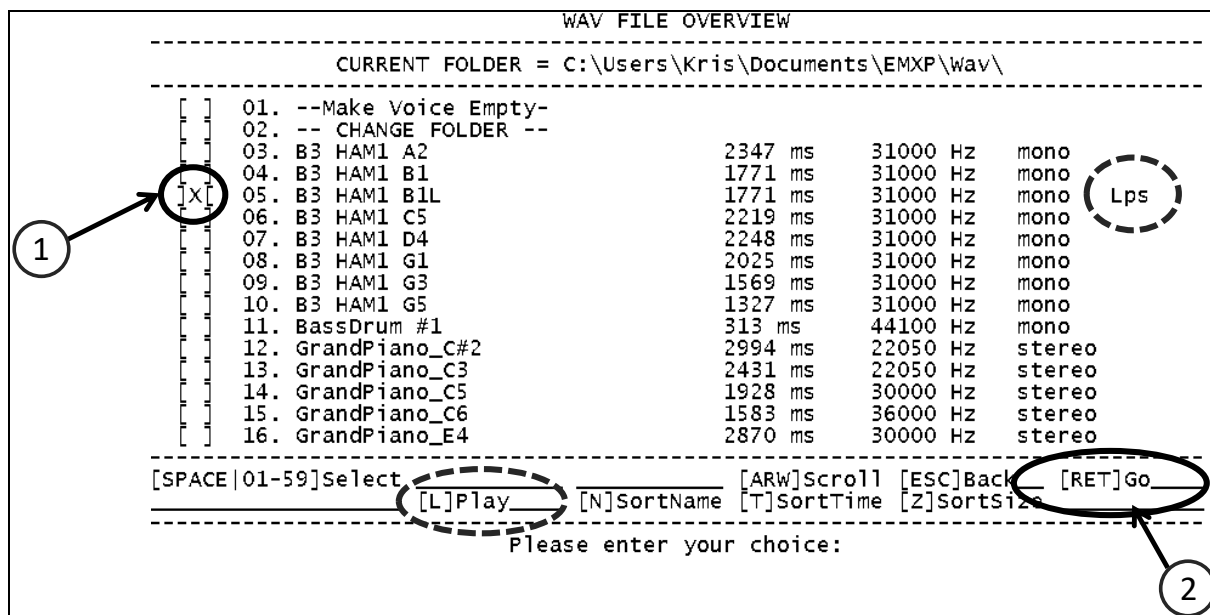 WAV FILE OVERVIEW
CURRENT FOLDER = C:\Users\Kris\Documents\EMXP\Wav\
[ ] 01. --Make Voice Empty-
[ ] 02. -- CHANGE FOLDER --
[ ] 03. B3 HAM1 A2 2347 ms 31000 Hz mono
[ ] 04. B3 HAM1 B1 1771 ms 31000 Hz mono
]X[ 05. B3 HAM1 B1L 1771 ms 31000 Hz mono Lps
[ ] 06. B3 HAM1 C5 2219 ms 31000 Hz mono
1
[ ] 07. B3 HAM1 D4 2248 ms 31000 Hz mono
[ ] 08. B3 HAM1 G1 2025 ms 31000 Hz mono
[ ] 09. B3 HAM1 G3 1569 ms 31000 Hz mono
[ ] 10. B3 HAM1 G5 1327 ms 31000 Hz mono
[ ] 11. BassDrum #1 313 ms 44100 Hz mono
[ ] 12. GrandPiano_C#2 2994 ms 22050 Hz stereo
[ ] 13. GrandPiano_C3 2431 ms 22050 Hz stereo
[ ] 14. GrandPiano_C5 1928 ms 30000 Hz stereo
[ ] 15. GrandPiano_C6 1583 ms 36000 Hz stereo
[ ] 16. GrandPiano_E4 2870 ms 30000 Hz stereo
[SPACE|01-59]Select [ARW]Scroll [ESC]Back [RET]Go
[L]Play [N]SortName [T]SortTime [Z]SortSize
Please enter your choice:
2